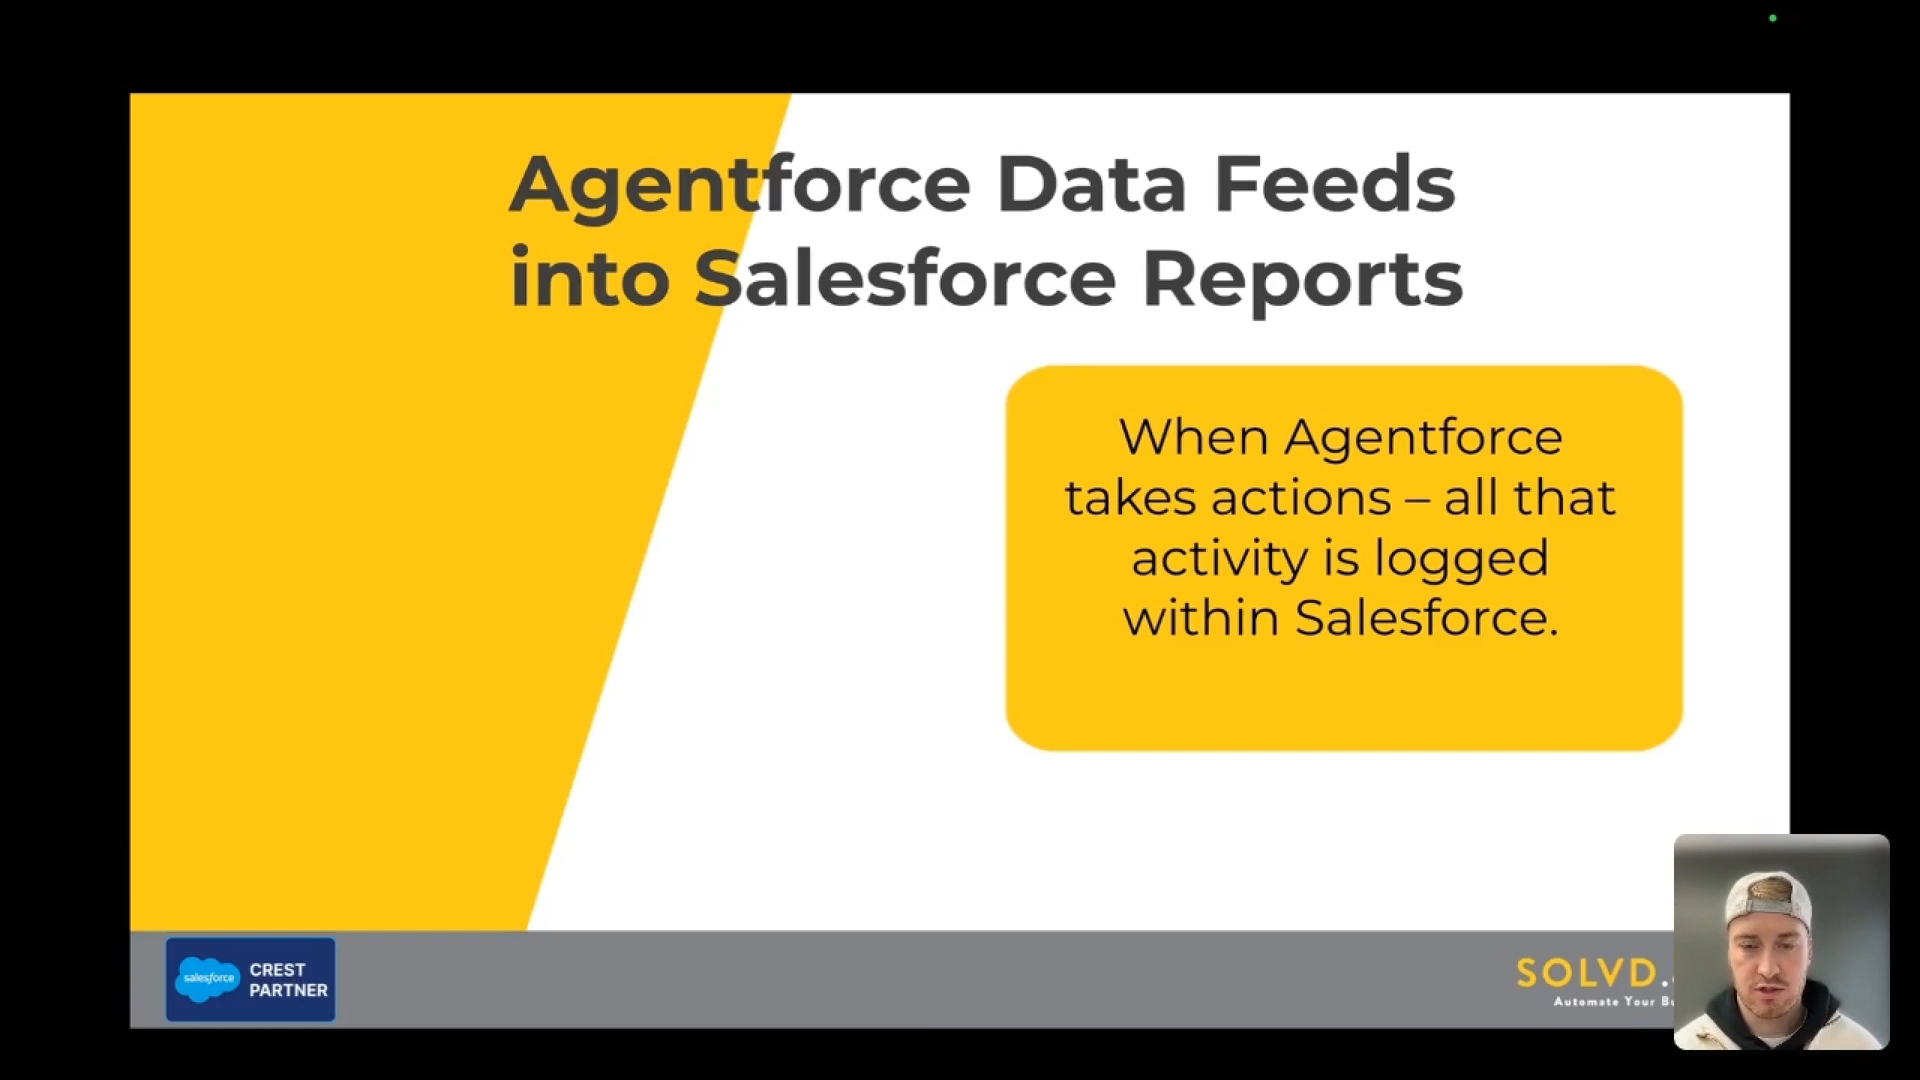 Agentforce Data Feeds
into Salesforce Reports
When Agentforce
takes actions – all that
activity is logged
within Salesforce.
salesforce
CREST
PARTNER
SOLVD.
Automate Your